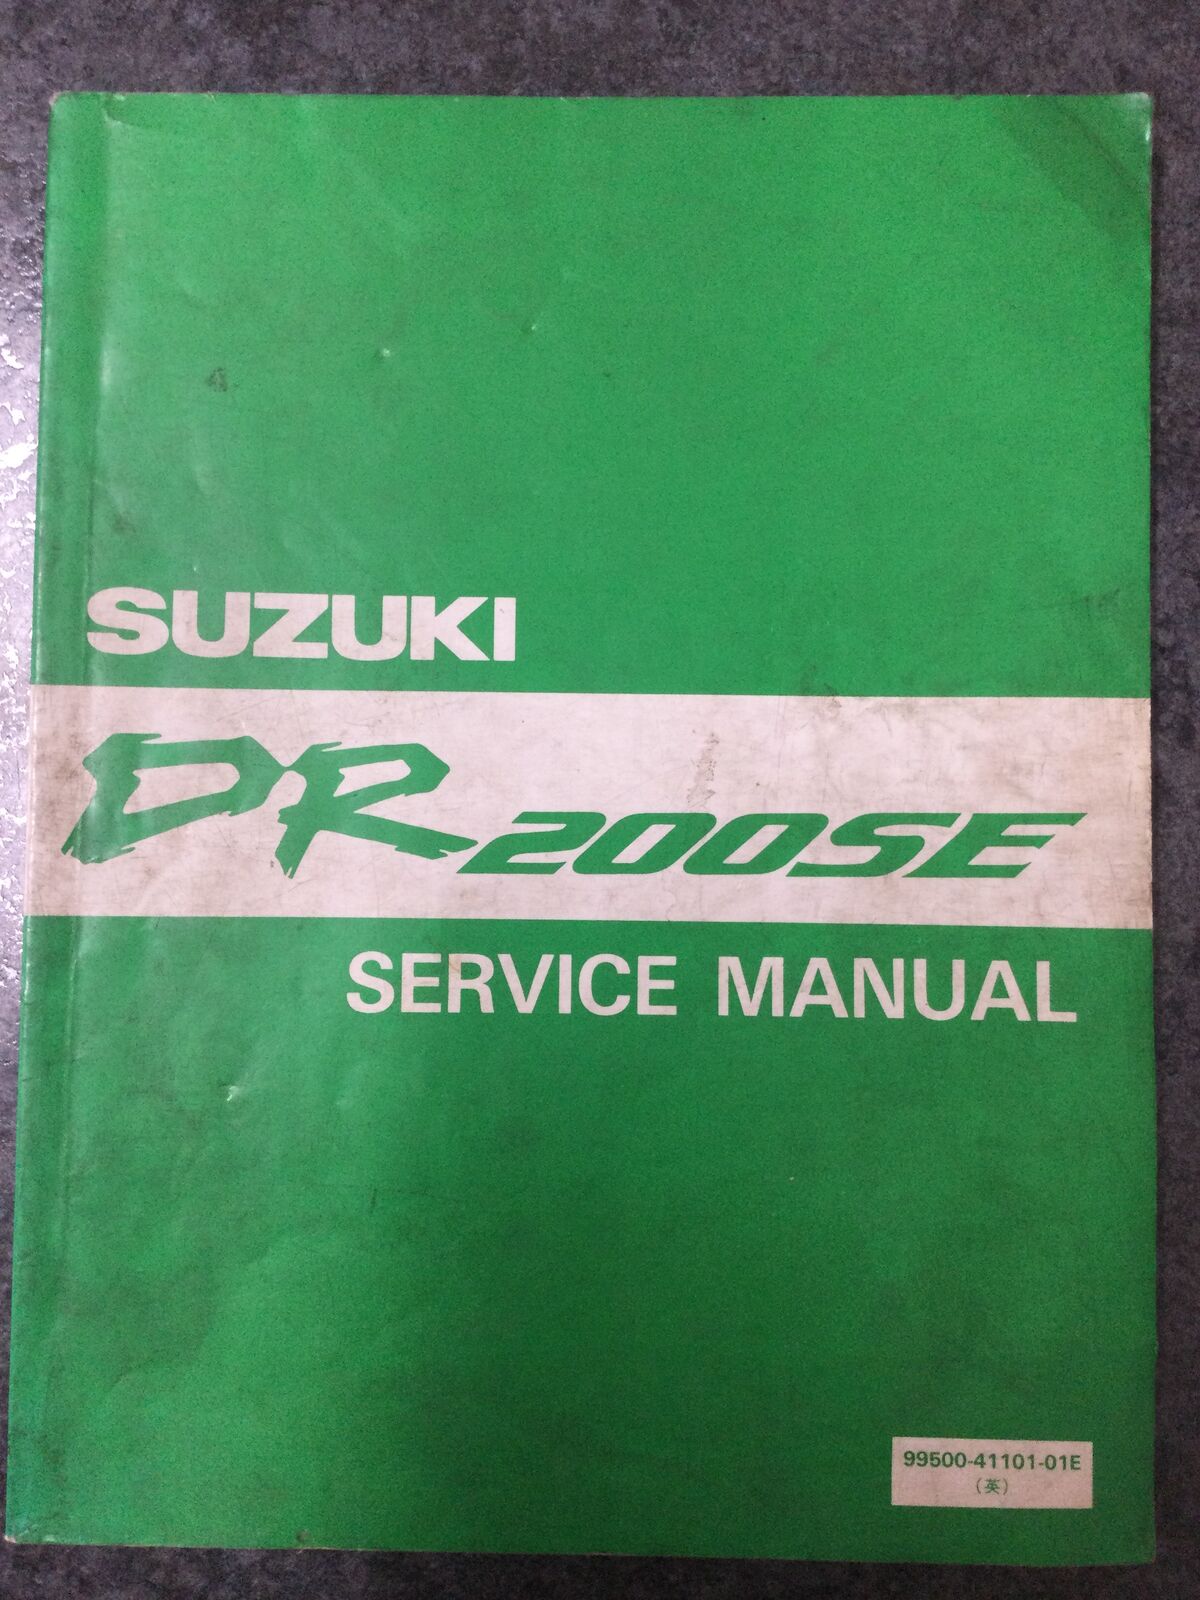 SUZUKI
DR200SE
SERVICE MANUAL
99500-41101-01E
(英)